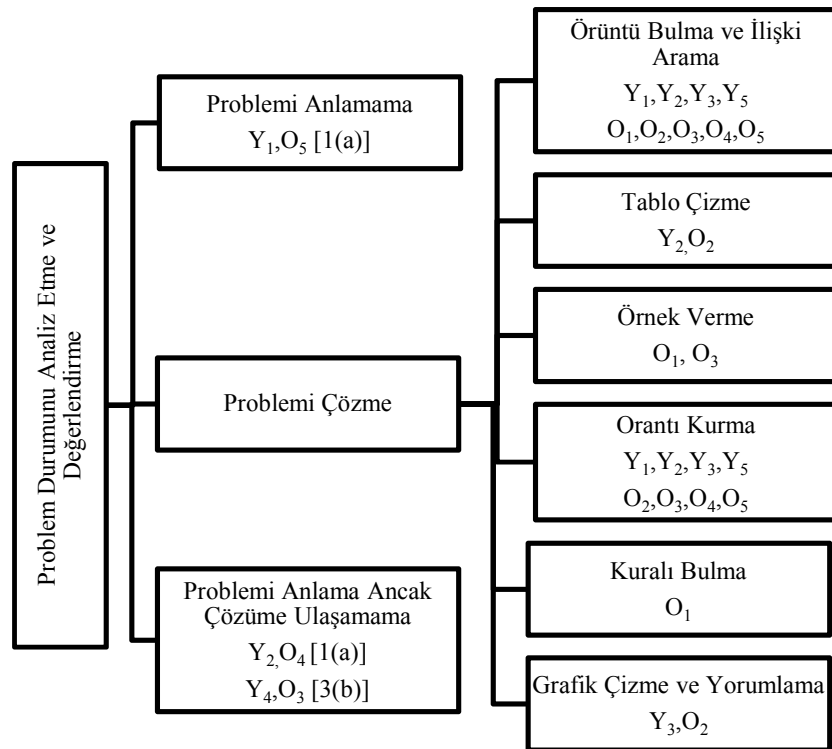 Problem Durumunu Analiz Etme ve
Değerlendirme
Problemi Anlamama
Y₁,O₅ [1(a)]
Problemi Çözme
Problemi Anlama Ancak
Çözüme Ulaşamama
Y₂,O₄ [1(a)]
Y₄,O₃ [3(b)]
Örüntü Bulma ve İlişki
Arama
Y₁,Y₂,Y₃,Y₅
O₁,O₂,O₃,O₄,O₅
Tablo Çizme
Y₂,O₂
Örnek Verme
O₁, O₃
Orantı Kurma
Y₁,Y₂,Y₃,Y₅
O₂,O₃,O₄,O₅
Kuralı Bulma
O₁
Grafik Çizme ve Yorumlama
Y₃,O₂